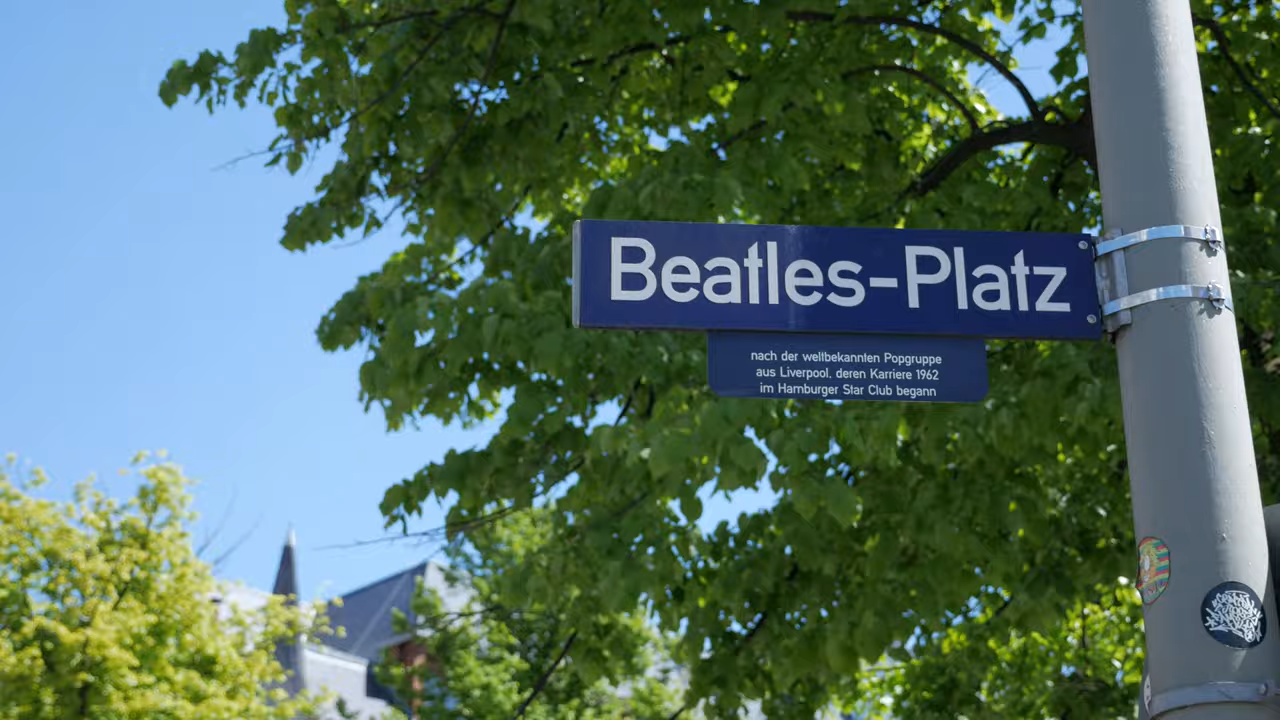 Beatles-Platz
nach der weltbekannten Popgruppe
aus Liverpool, deren Karriere 1962
im Hamburger Star Club begann